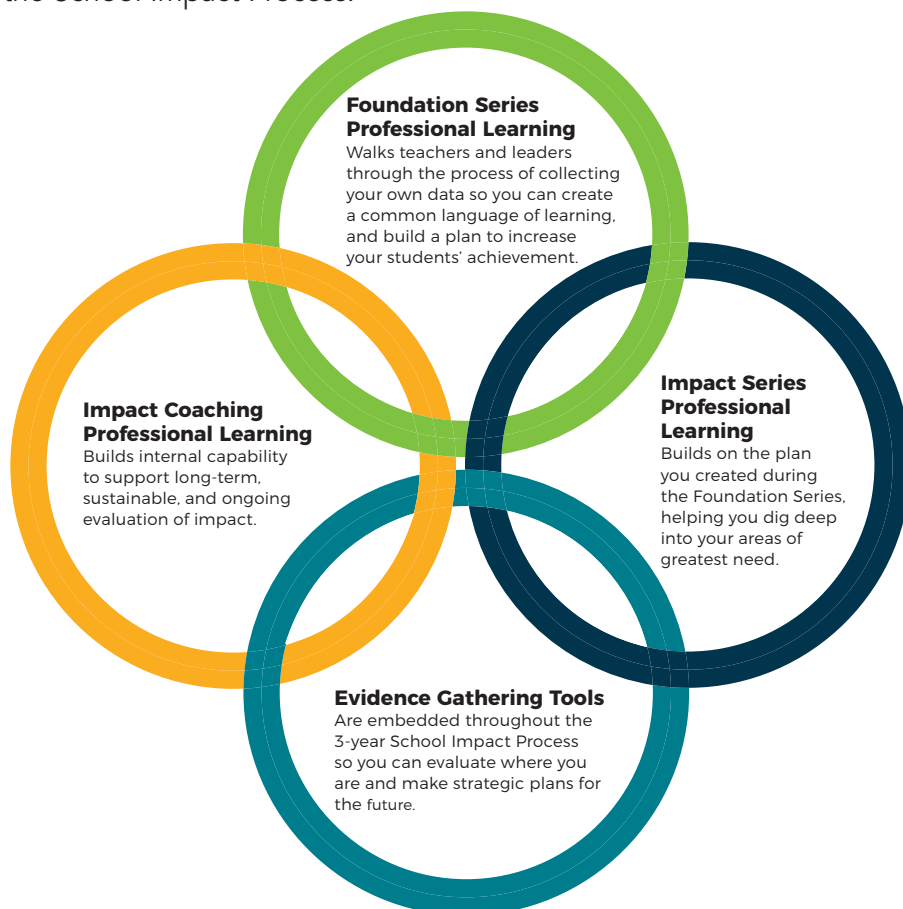 the School Impact Process.
Foundation Series
Professional Learning
Walks teachers and leaders
through the process of collecting
your own data so you can create
a common language of learning,
and build a plan to increase
your students’ achievement.
Impact Coaching
Professional Learning
Builds internal capability
to support long-term,
sustainable, and ongoing
evaluation of impact.
Impact Series
Professional
Learning
Builds on the plan
you created during
the Foundation Series,
helping you dig deep
into your areas of
greatest need.
Evidence Gathering Tools
Are embedded throughout the
3-year School Impact Process
so you can evaluate where you
are and make strategic plans for
the future.